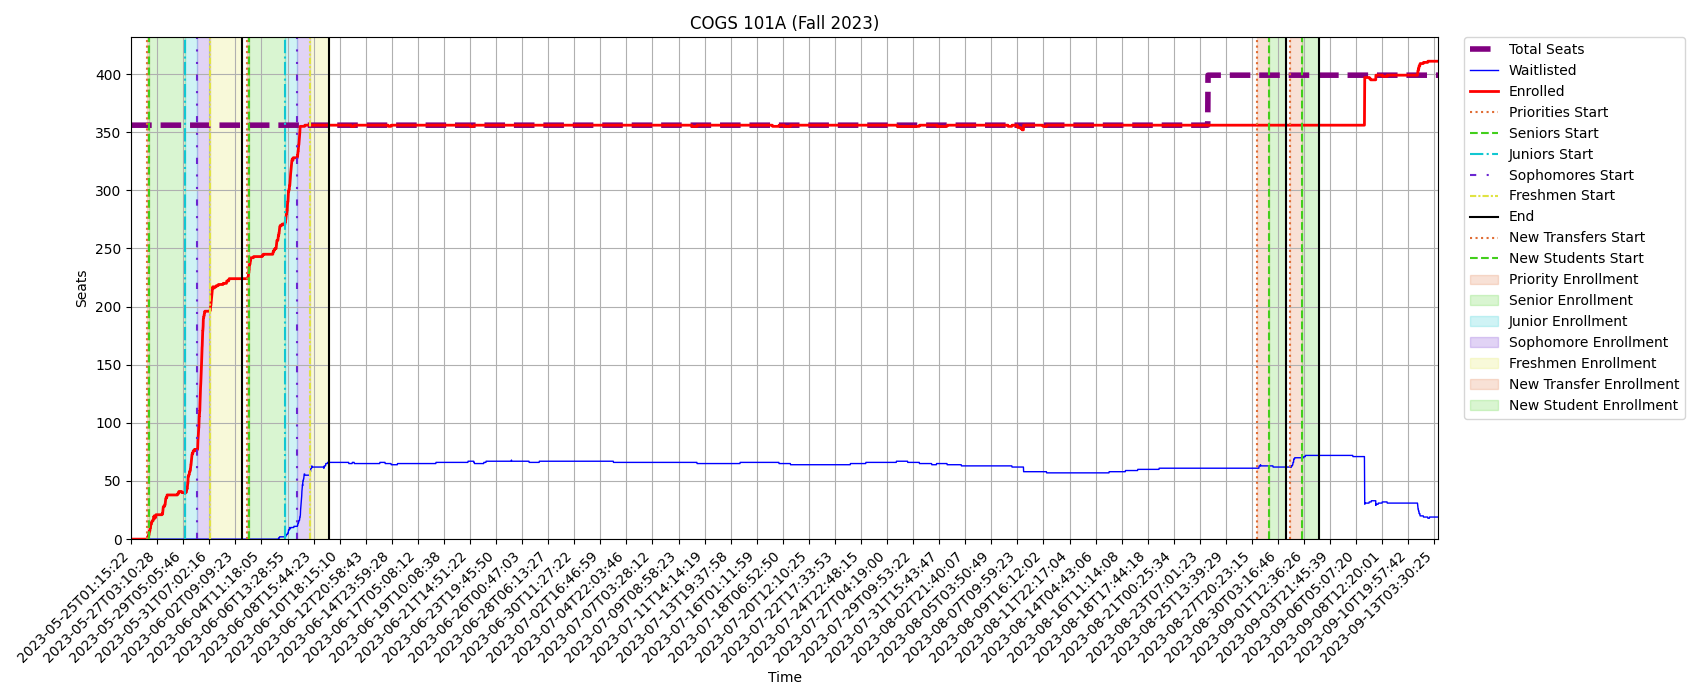 COGS 101A (Fall 2023)
Seats
400
350
300
250
200
150
100
50
0
2023-05-25T01:15:22
2023-05-27T03:10:28
2023-05-29T05:05:46
2023-05-31T07:02:16
2023-06-02T09:09:23
2023-06-04T11:18:05
2023-06-06T13:28:55
2023-06-08T15:44:23
2023-06-10T18:15:10
2023-06-12T20:58:43
2023-06-14T23:59:28
2023-06-17T05:08:12
2023-06-19T10:08:38
2023-06-21T14:51:22
2023-06-23T19:45:50
2023-06-26T00:47:03
2023-06-28T06:13:27
2023-06-30T11:27:22
2023-07-02T16:46:59
2023-07-04T22:03:46
2023-07-07T03:28:12
2023-07-09T08:58:23
2023-07-11T14:14:19
2023-07-13T19:37:58
2023-07-16T01:11:59
2023-07-18T06:52:50
2023-07-20T12:10:25
2023-07-22T17:33:53
2023-07-24T22:48:15
2023-07-27T04:19:00
2023-07-29T09:53:22
2023-07-31T15:43:47
2023-08-02T21:40:07
2023-08-05T03:50:49
2023-08-07T09:59:23
2023-08-09T16:12:02
2023-08-11T22:17:04
2023-08-14T04:43:06
2023-08-16T11:14:08
2023-08-18T17:44:18
2023-08-21T00:25:34
2023-08-23T07:01:23
2023-08-25T13:39:29
2023-08-27T20:23:15
2023-08-30T03:16:46
2023-09-01T12:36:26
2023-09-03T21:45:39
2023-09-06T05:07:20
2023-09-08T12:20:01
2023-09-10T19:57:42
2023-09-13T03:30:25
Time
Total Seats
Waitlisted
Enrolled
Priorities Start
Seniors Start
Juniors Start
Sophomores Start
Freshmen Start
End
New Transfers Start
New Students Start
Priority Enrollment
Senior Enrollment
Junior Enrollment
Sophomore Enrollment
Freshmen Enrollment
New Transfer Enrollment
New Student Enrollment